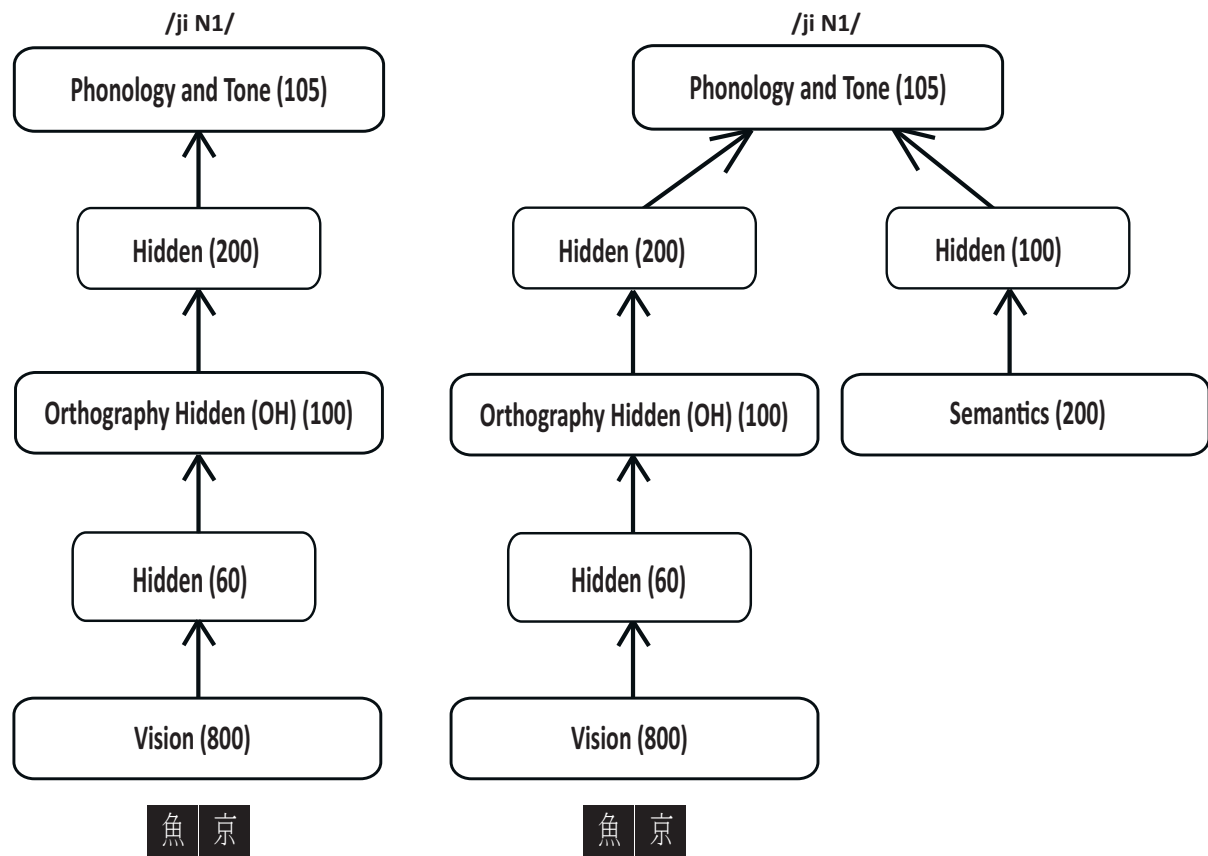 /ji N1/
Phonology and Tone (105)
Hidden (200)
Orthography Hidden (OH) (100)
Hidden (60)
Vision (800)
魚 京
/ji N1/
Phonology and Tone (105)
Hidden (200)
Hidden (100)
Orthography Hidden (OH) (100)
Semantics (200)
Hidden (60)
Vision (800)
魚 京